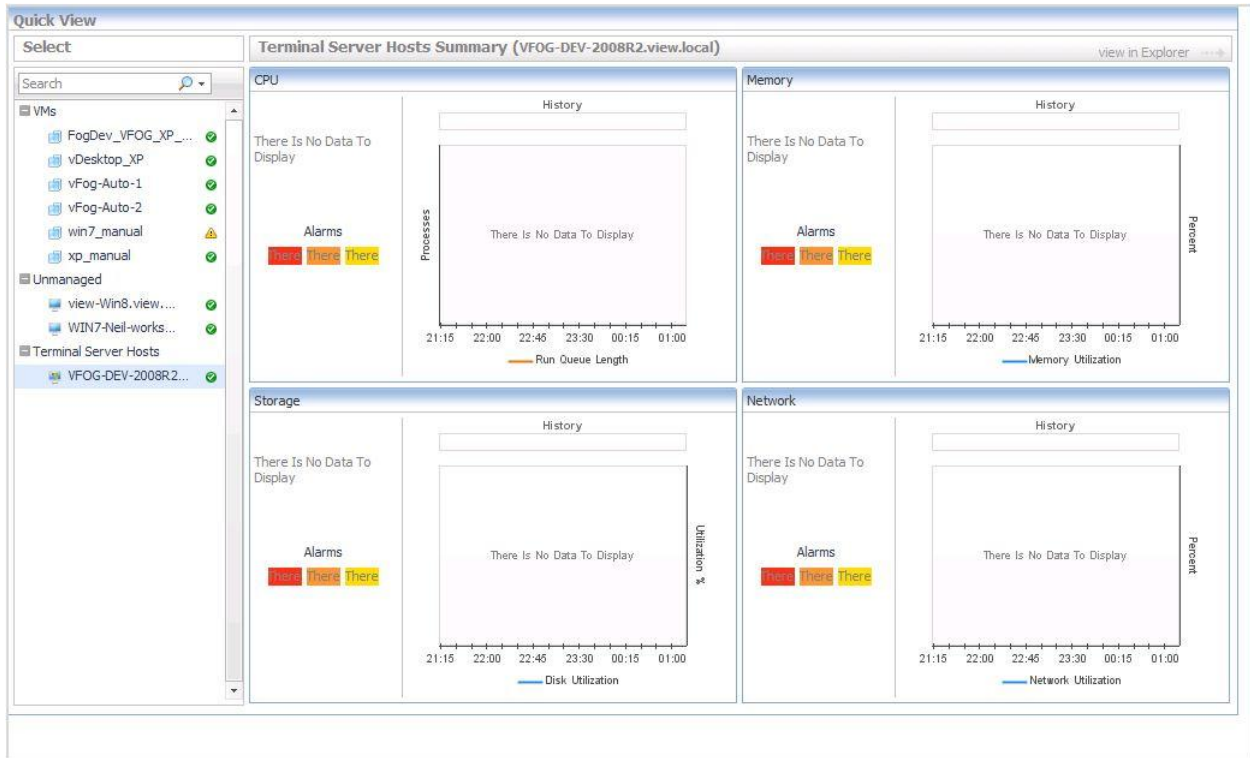 Quick View
Select
Search
VMs
FogDev_VFOG_XP_...
vDesktop_XP
vFog-Auto-1
vFog-Auto-2
win7_manual
xp_manual
Unmanaged
view-Win8.view....
WIN7-Neil-works...
Terminal Server Hosts
VFOG-DEV-2008R2...
Terminal Server Hosts Summary (VFOG-DEV-2008R2.view.local)
view in Explorer
CPU
There Is No Data To
Display
Alarms
There There There
History
Processes
There Is No Data To Display
21:15 22:00 22:45 23:30 00:15 01:00
Run Queue Length
Memory
There Is No Data To
Display
Alarms
There There There
History
There Is No Data To Display
Percent
21:15 22:00 22:45 23:30 00:15 01:00
Memory Utilization
Storage
There Is No Data To
Display
Alarms
There There There
History
There Is No Data To Display
Utilization %
21:15 22:00 22:45 23:30 00:15 01:00
Disk Utilization
Network
There Is No Data To
Display
Alarms
There There There
History
There Is No Data To Display
Percent
21:15 22:00 22:45 23:30 00:15 01:00
Network Utilization